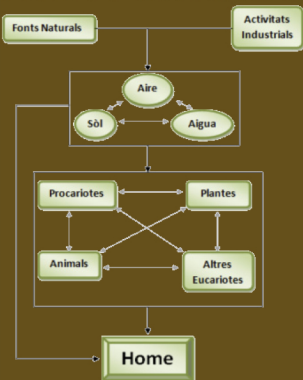 Fonts Naturals
Activitats
Industrials
Aire
Sòl
Aigua
Procariotes
Plantes
Animals
Altres
Eucariotes
Home